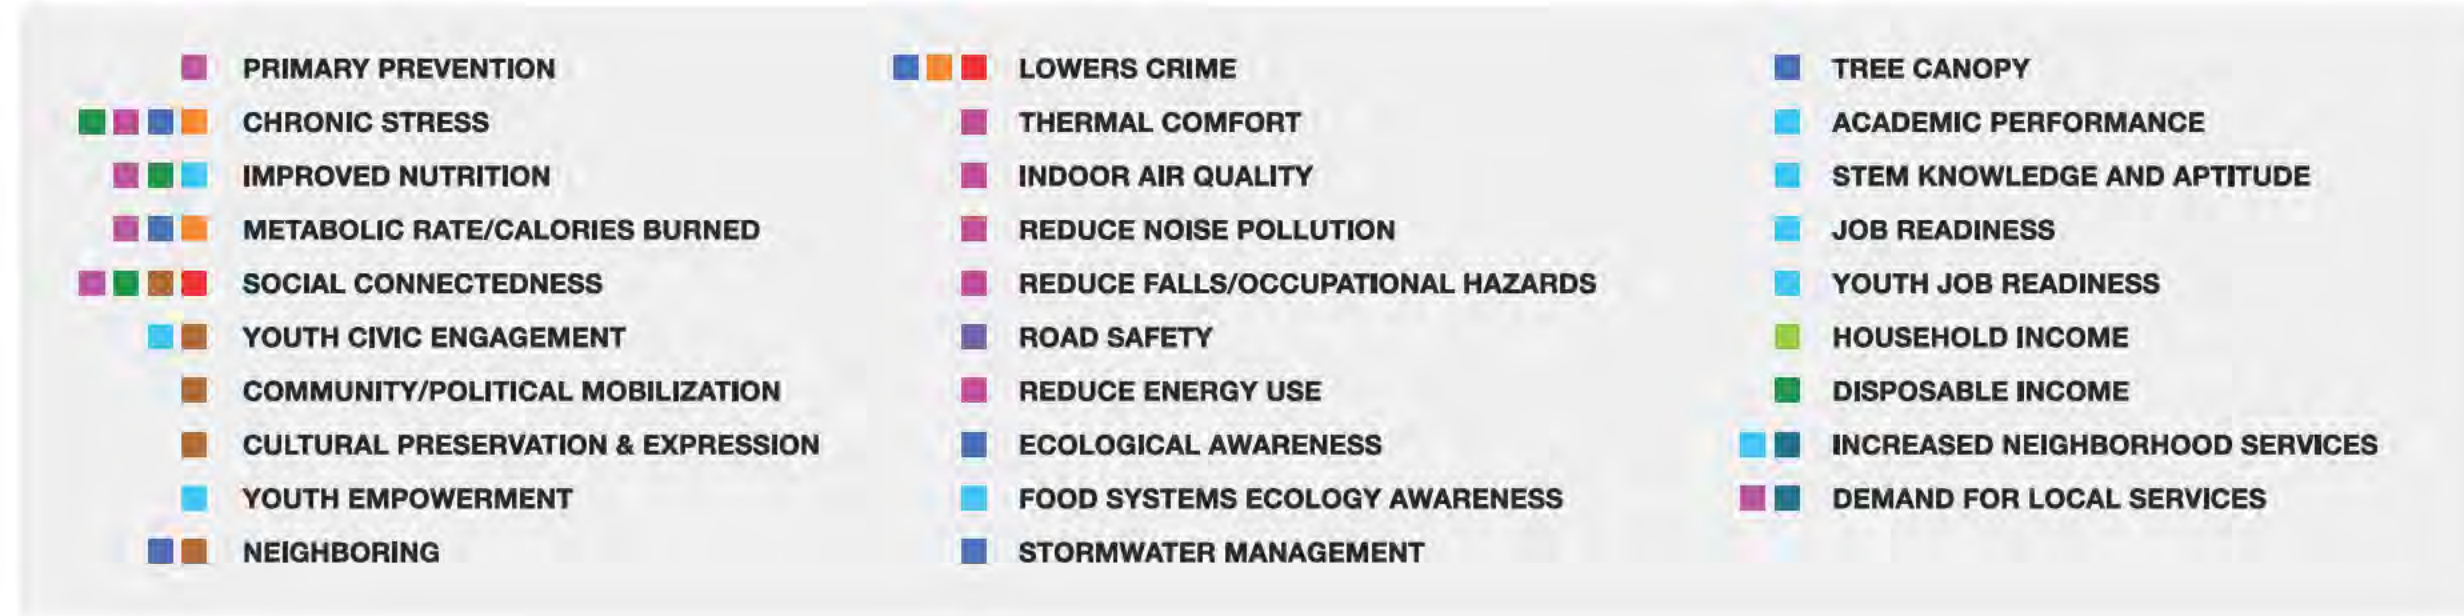 PRIMARY PREVENTION
CHRONIC STRESS
IMPROVED NUTRITION
METABOLIC RATE/CALORIES BURNED
SOCIAL CONNECTEDNESS
YOUTH CIVIC ENGAGEMENT
COMMUNITY/POLITICAL MOBILIZATION
CULTURAL PRESERVATION & EXPRESSION
YOUTH EMPOWERMENT
NEIGHBORING
LOWERS CRIME
THERMAL COMFORT
INDOOR AIR QUALITY
REDUCE NOISE POLLUTION
REDUCE FALLS/OCCUPATIONAL HAZARDS
ROAD SAFETY
REDUCE ENERGY USE
ECOLOGICAL AWARENESS
FOOD SYSTEMS ECOLOGY AWARENESS
STORMWATER MANAGEMENT
TREE CANOPY
ACADEMIC PERFORMANCE
STEM KNOWLEDGE AND APTITUDE
JOB READINESS
YOUTH JOB READINESS
HOUSEHOLD INCOME
DISPOSABLE INCOME
INCREASED NEIGHBORHOOD SERVICES
DEMAND FOR LOCAL SERVICES